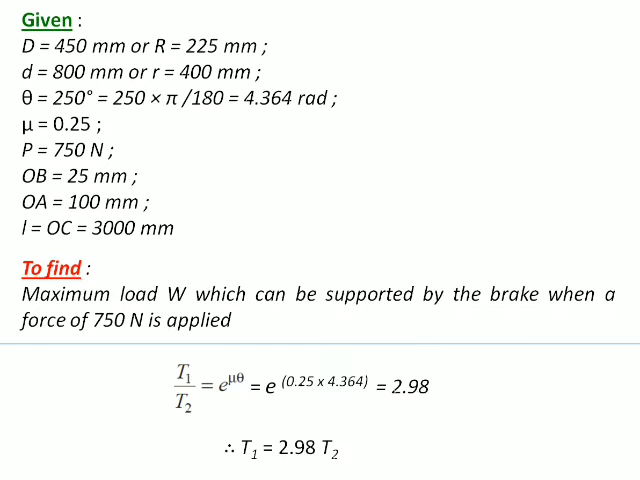 Given :
D = 450 mm or R = 225 mm ;
d = 800 mm or r = 400 mm ;
θ = 250° = 250 × π /180 = 4.364 rad ;
μ = 0.25 ;
P = 750 N ;
OB = 25 mm ;
OA = 100 mm ;
l = OC = 3000 mm
To find :
Maximum load W which can be supported by the brake when a
force of 750 N is applied
T₁/T₂ = e^μθ = e ^(0.25 x 4.364) = 2.98
∴ T₁ = 2.98 T₂